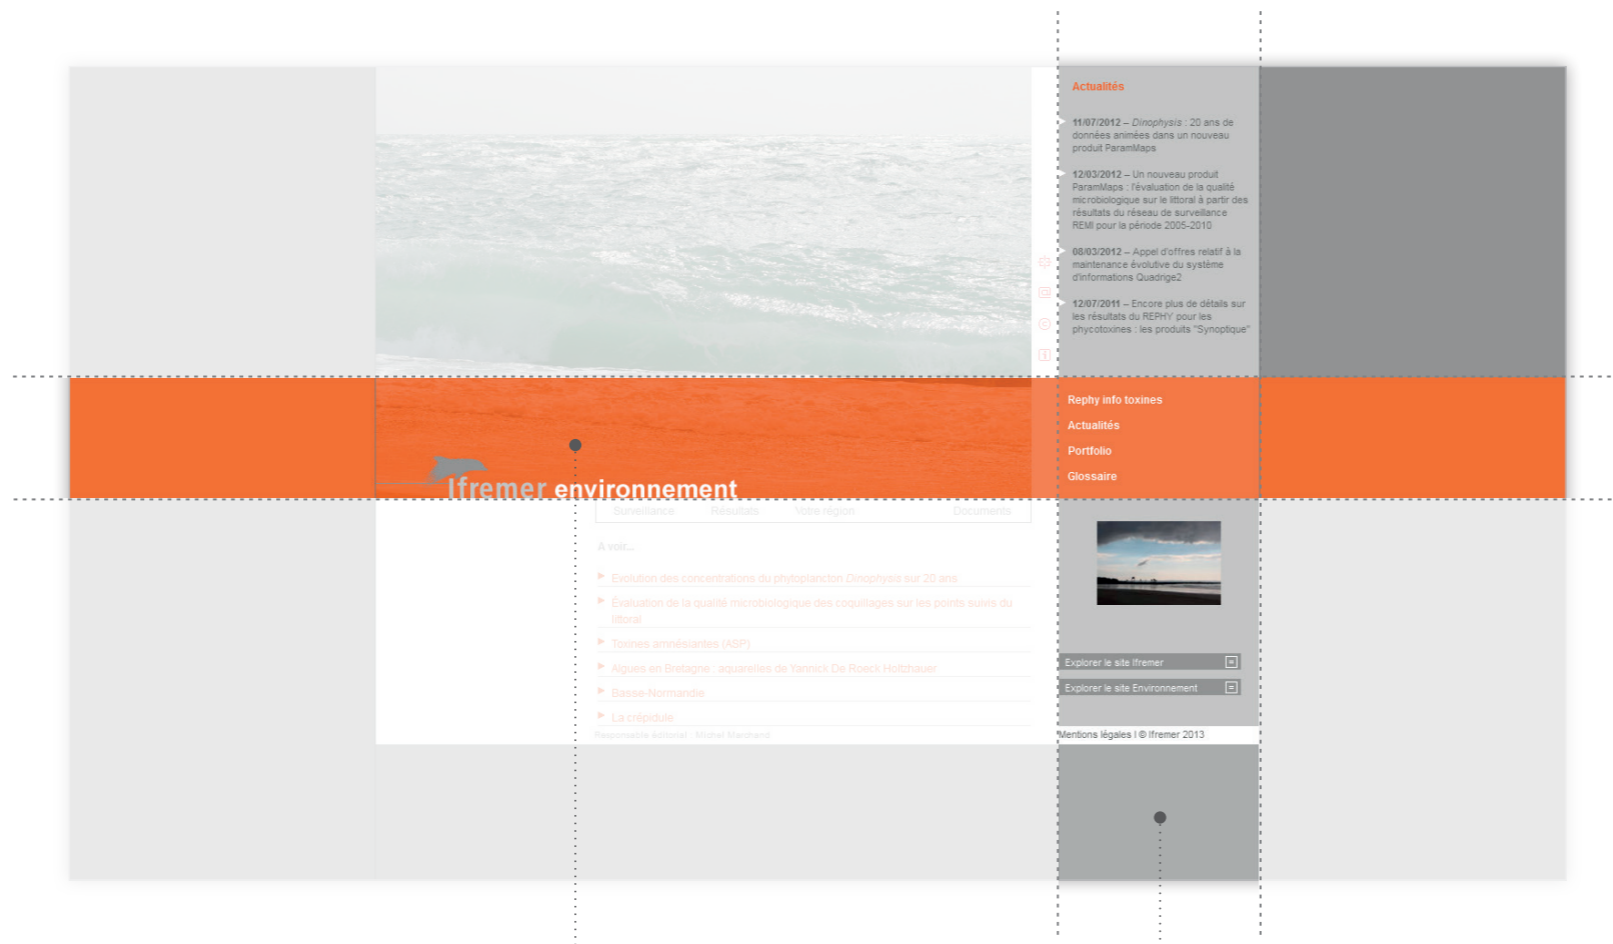 Actualités
11/07/2012 – Dinophysis : 20 ans de
données animées dans un nouveau
produit ParamMaps
12/03/2012 – Un nouveau produit
ParamMaps : l'évaluation de la qualité
microbiologique sur le littoral à partir des
résultats du réseau de surveillance
REMI pour la période 2005-2010
08/03/2012 – Appel d'offres relatif à la
maintenance évolutive du système
d'informations Quadrige2
12/07/2011 – Encore plus de détails sur
les résultats du REPHY pour les
phycotoxines : les produits "Synoptique"
Rephy info toxines
Actualités
Portfolio
Glossaire
Ifremer environnement
Surveillance Résultats Votre région Documents
A voir...
Evolution des concentrations du phytoplancton Dinophysis sur 20 ans
Évaluation de la qualité microbiologique des coquillages sur les points suivis du
littoral
Toxines amnésiantes (ASP)
Algues en Bretagne : aquarelles de Yannick De Roeck Holtzhauer
Basse-Normandie
La crépidule
Responsable éditorial : Michel Marchand
Explorer le site Ifremer
Explorer le site Environnement
Mentions légales I © Ifremer 2013